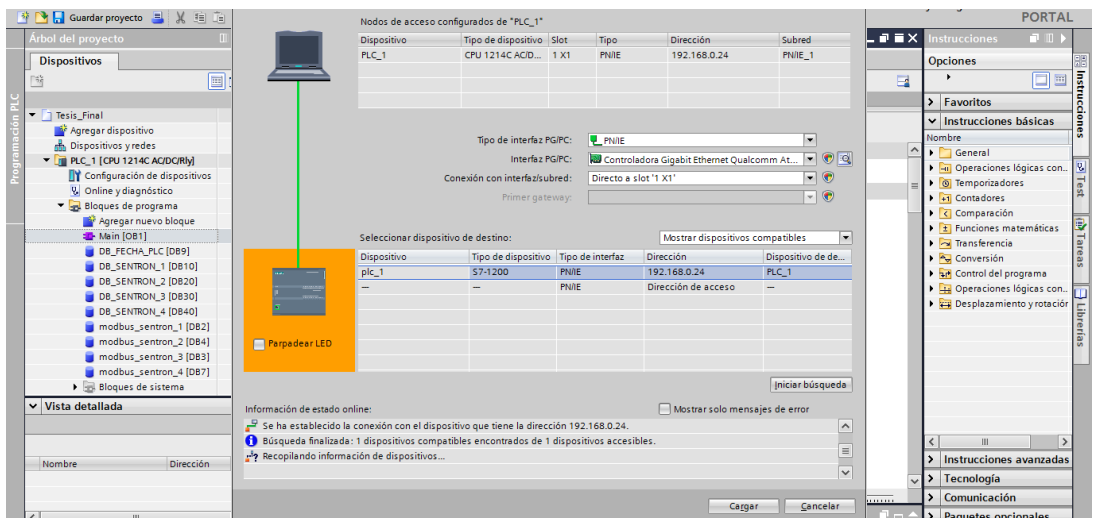 Guardar proyecto
PORTAL
Árbol del proyecto
Dispositivos
Programación PLC
Tesis_Final
Agregar dispositivo
Dispositivos y redes
PLC_1 [CPU 1214C AC/DC/Rly]
Configuración de dispositivos
Online y diagnóstico
Bloques de programa
Agregar nuevo bloque
Main [OB1]
DB_FECHA_PLC [DB9]
DB_SENTRON_1 [DB10]
DB_SENTRON_2 [DB20]
DB_SENTRON_3 [DB30]
DB_SENTRON_4 [DB40]
modbus_sentron_1 [DB2]
modbus_sentron_2 [DB4]
modbus_sentron_3 [DB3]
modbus_sentron_4 [DB7]
Bloques de sistema
Vista detallada
Nombre Dirección
Nodos de acceso configurados de "PLC_1"
Dispositivo Tipo de dispositivo Slot Tipo Dirección Subred
PLC_1 CPU 1214C AC/D... 1 X1 PN/IE 192.168.0.24 PN/IE_1
Tipo de interfaz PG/PC: PN/IE
Interfaz PG/PC: Controladora Gigabit Ethernet Qualcomm At...
Conexión con interfaz/subred: Directo a slot '1 X1'
Primer gateway:
Seleccionar dispositivo de destino: Mostrar dispositivos compatibles
Dispositivo Tipo de dispositivo Tipo de interfaz Dirección Dispositivo de de...
plc_1 S7-1200 PN/IE 192.168.0.24 PLC_1
— — PN/IE Dirección de acceso —
Parpadear LED
Iniciar búsqueda
Información de estado online: Mostrar solo mensajes de error
Se ha establecido la conexión con el dispositivo que tiene la dirección 192.168.0.24.
Búsqueda finalizada: 1 dispositivos compatibles encontrados de 1 dispositivos accesibles.
Recopilando información de dispositivos...
Cargar Cancelar
Instrucciones
Opciones
Favoritos
Instrucciones básicas
Nombre
General
Operaciones lógicas con..
Temporizadores
Contadores
Comparación
Funciones matemáticas
Transferencia
Conversión
Control del programa
Operaciones lógicas con..
Desplazamiento y rotación
Instrucciones avanzadas
Tecnología
Comunicación
Paquetes opcionales
Instrucciones
Test
Tareas
Librerías